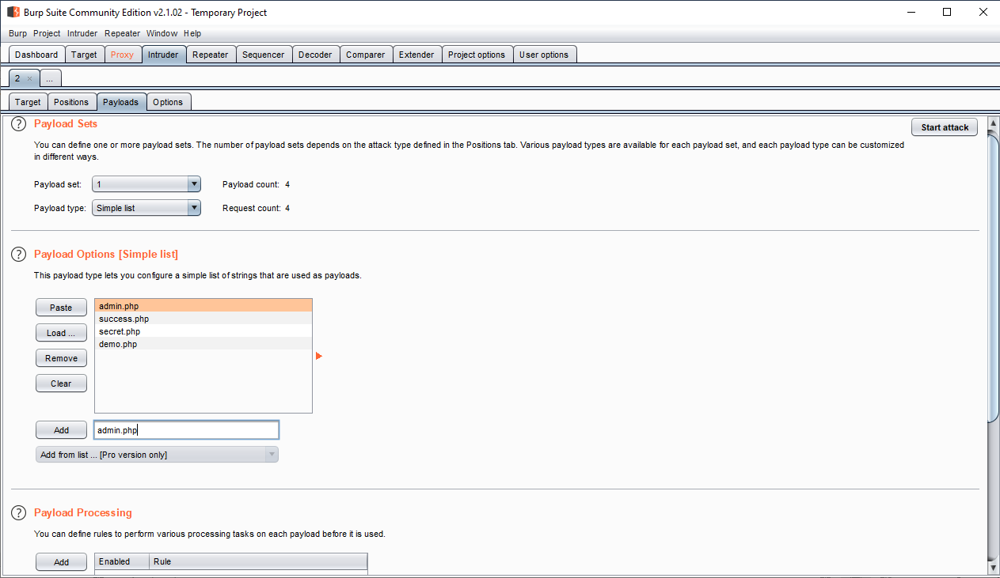 Burp Suite Community Edition v2.1.02 - Temporary Project
Burp Project Intruder Repeater Window Help
Dashboard Target Proxy Intruder Repeater Sequencer Decoder Comparer Extender Project options User options
2 × ...
Target Positions Payloads Options
? Payload Sets
Start attack
You can define one or more payload sets. The number of payload sets depends on the attack type defined in the Positions tab. Various payload types are available for each payload set, and each payload type can be customized
in different ways.
Payload set: 1 Payload count: 4
Payload type: Simple list Request count: 4
? Payload Options [Simple list]
This payload type lets you configure a simple list of strings that are used as payloads.
Paste
Load ...
Remove
Clear
admin.php
success.php
secret.php
demo.php
Add admin.php
Add from list ... [Pro version only]
? Payload Processing
You can define rules to perform various processing tasks on each payload before it is used.
Add Enabled Rule